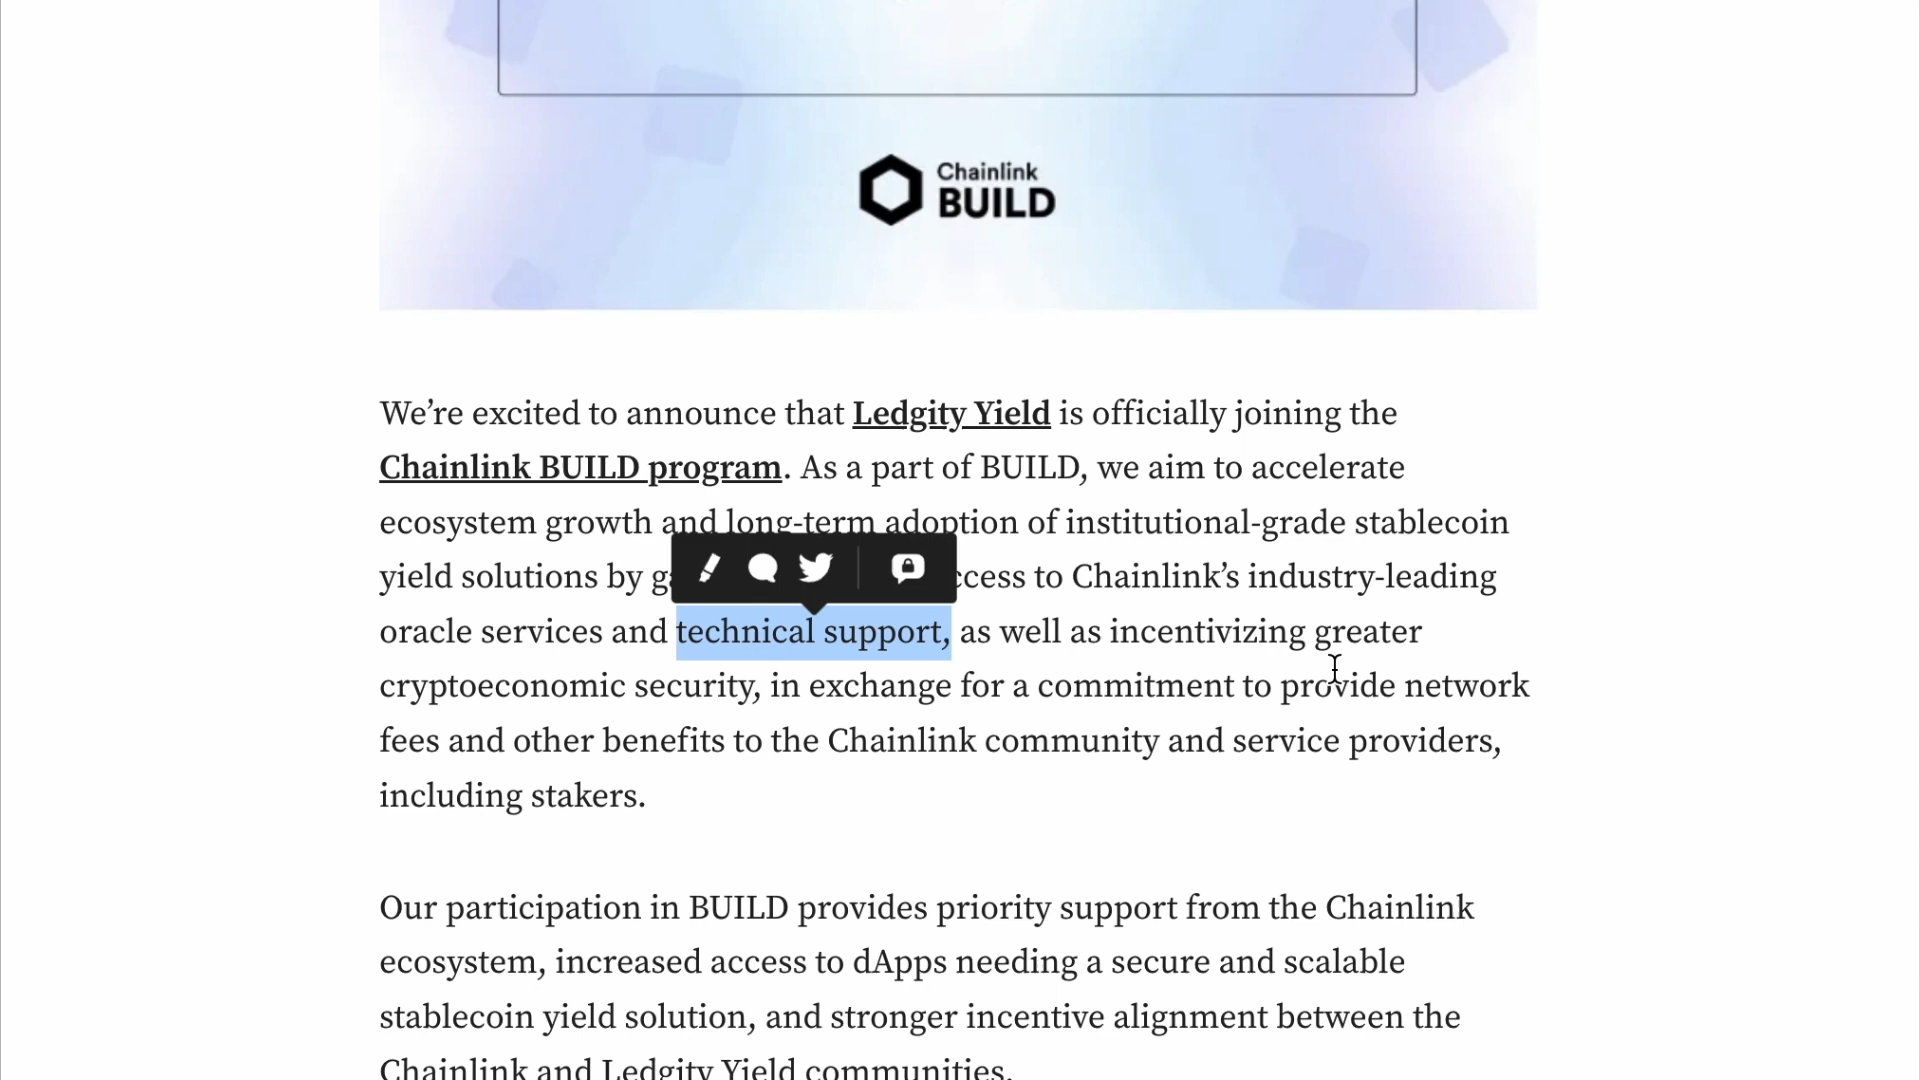 Chainlink
BUILD
We’re excited to announce that Ledgity Yield is officially joining the
Chainlink BUILD program. As a part of BUILD, we aim to accelerate
ecosystem growth and long-term adoption of institutional-grade stablecoin
yield solutions by to Chainlink’s industry-leading
oracle services and technical support, as well as incentivizing greater
cryptoeconomic security, in exchange for a commitment to provide network
fees and other benefits to the Chainlink community and service providers,
including stakers.
Our participation in BUILD provides priority support from the Chainlink
ecosystem, increased access to dApps needing a secure and scalable
stablecoin yield solution, and stronger incentive alignment between the
Chainlink and Ledgity Yield communities.